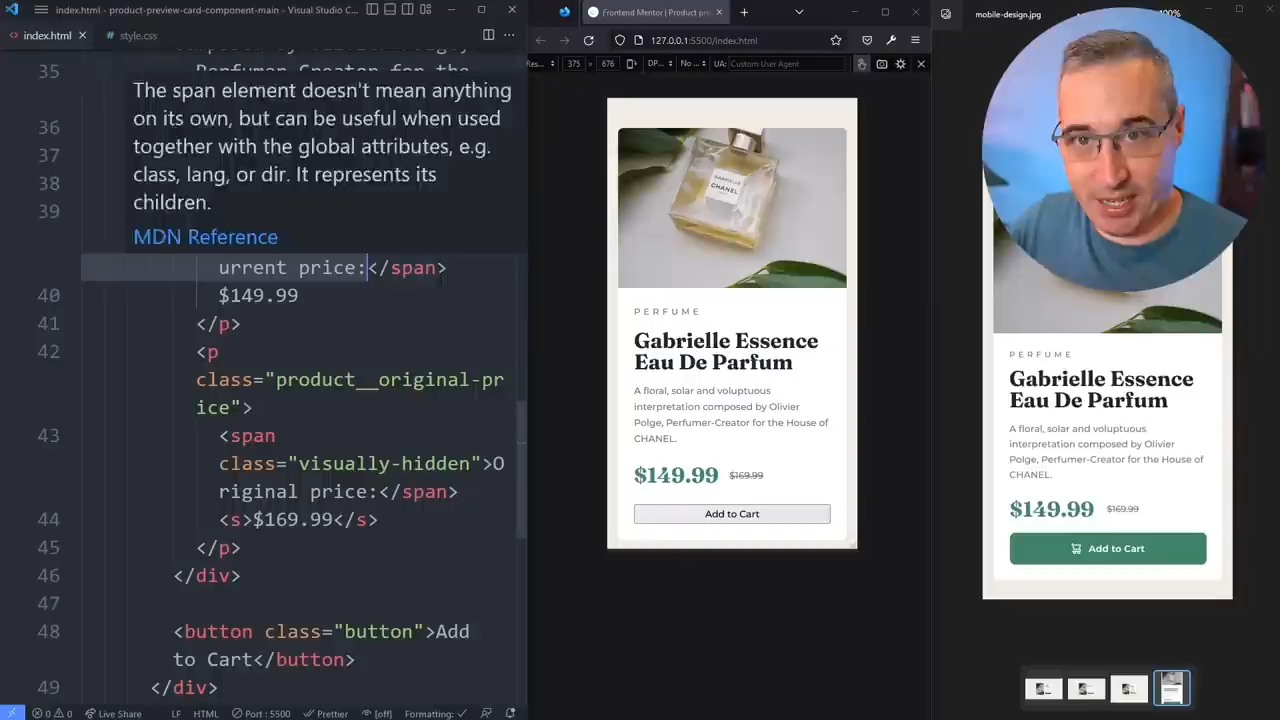 index.html - product-preview-card-component-main - Visual Studio C...
index.html
style.css
35
The span element doesn't mean anything
on its own, but can be useful when used
together with the global attributes, e.g.
class, lang, or dir. It represents its
children.
MDN Reference
36
37
38
39
urrent price:</span>
40
$149.99
41
</p>
42
<p
class="product__original-pr
ice">
43
<span
class="visually-hidden">O
riginal price:</span>
44
<s>$169.99</s>
45
</p>
46
</div>
47
48
<button class="button">Add
to Cart</button>
49
</div>
0
0
Live Share
LF
HTML
Port : 5500
Prettier
[off]
Formatting:
Frontend Mentor | Product pre
127.0.0.1:5500/index.html
Res...
375
×
676
DP...
No ...
UA:
Custom User Agent
GABRIELLE
CHANEL
PERFUME
Gabrielle Essence
Eau De Parfum
A floral, solar and voluptuous
interpretation composed by Olivier
Polge, Perfumer-Creator for the House of
CHANEL.
$149.99
$169.99
Add to Cart
mobile-design.jpg
100%
PERFUME
Gabrielle Essence
Eau De Parfum
A floral, solar and voluptuous
interpretation composed by Olivier
Polge, Perfumer-Creator for the House of
CHANEL.
$149.99
$169.99
Add to Cart